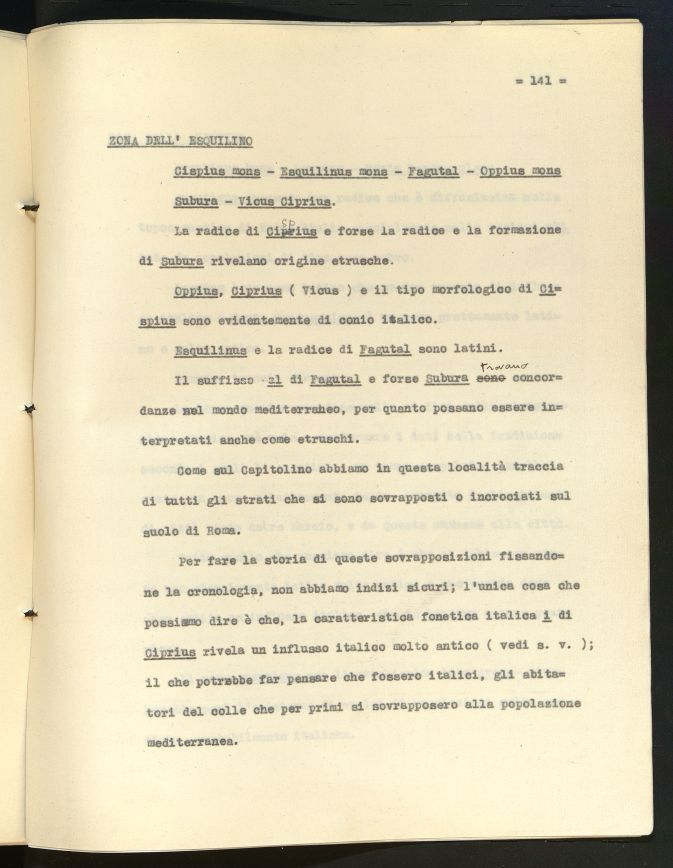 = 141 =
ZONA DELL' ESQUILINO
Cispius mons - Esquilinus mons - Fagutal - Oppius mons
Subura - Vicus Ciprius.
La radice di Cispius e forse la radice e la formazione
di Subura rivelano origine etrusche.
Oppius, Ciprius ( Vicus ) e il tipo morfologico di Ci=
spius sono evidentemente di conio italico.
Esquilinus e la radice di Fagutal sono latini.
Il suffisso -al di Fagutal e forse Subura sono trovano concor=
danze nel mondo mediterraneo, per quanto possano essere in=
terpretati anche come etruschi.
Come sul Capitolino abbiamo in questa località traccia
di tutti gli strati che si sono sovrapposti o incrociati sul
suolo di Roma.
Per fare la storia di queste sovrapposizioni fissando=
ne la cronologia, non abbiamo indizi sicuri; l'unica cosa che
possiamo dire è che, la caratteristica fonetica italica i di
Ciprius rivela un influsso italico molto antico ( vedi s. v. );
il che potrebbe far pensare che fossero italici, gli abita=
tori del colle che per primi si sovrapposero alla popolazione
mediterranea.